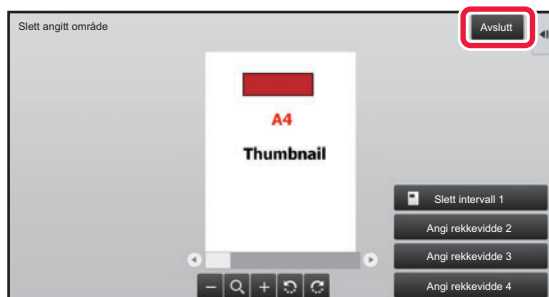 Slett angitt område
Avslutt
A4
Thumbnail
Slett intervall 1
Angi rekkevidde 2
Angi rekkevidde 3
Angi rekkevidde 4